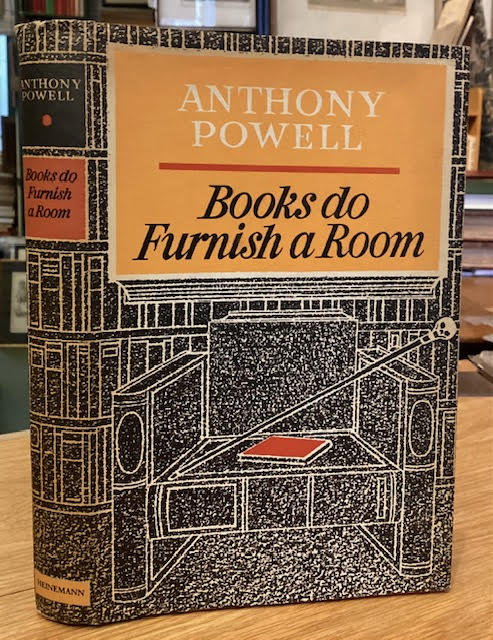 ANTHONY
POWELL
Books do
Furnish a Room
HEINEMANN
ANTHONY
POWELL
Books do
Furnish a Room